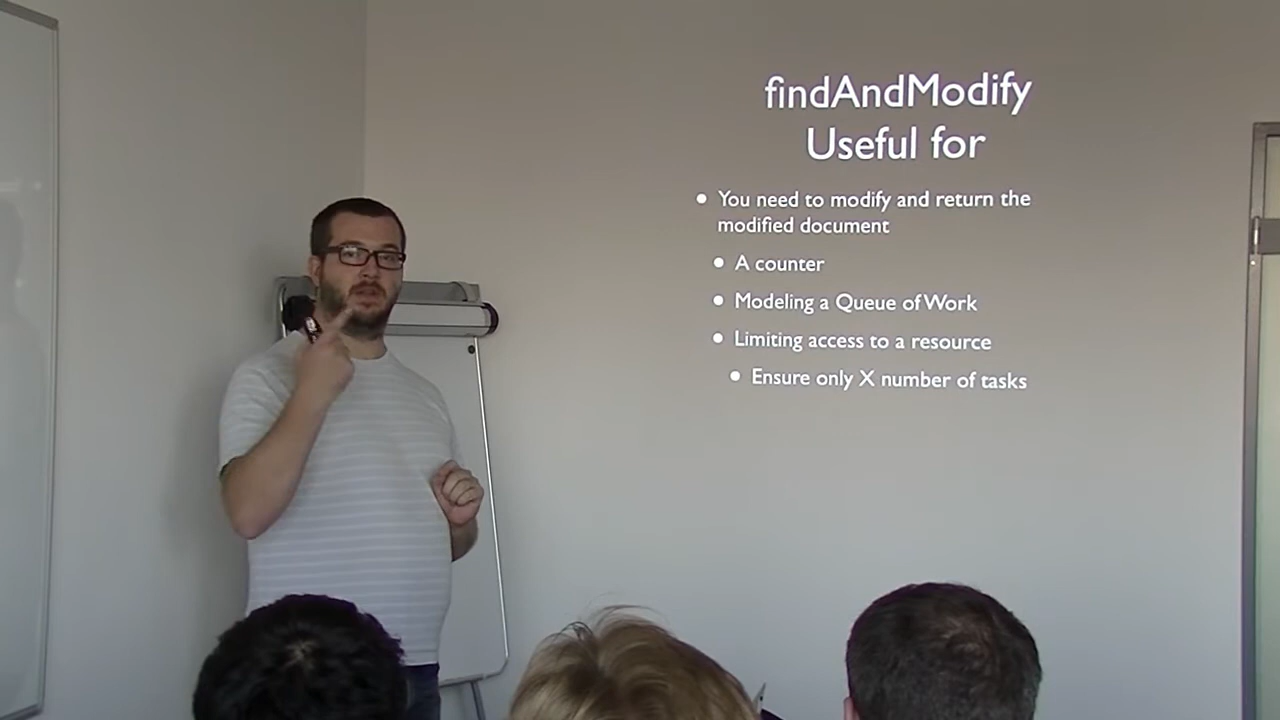 findAndModify
Useful for
• You need to modify and return the
modified document
• A counter
• Modeling a Queue of Work
• Limiting access to a resource
• Ensure only X number of tasks